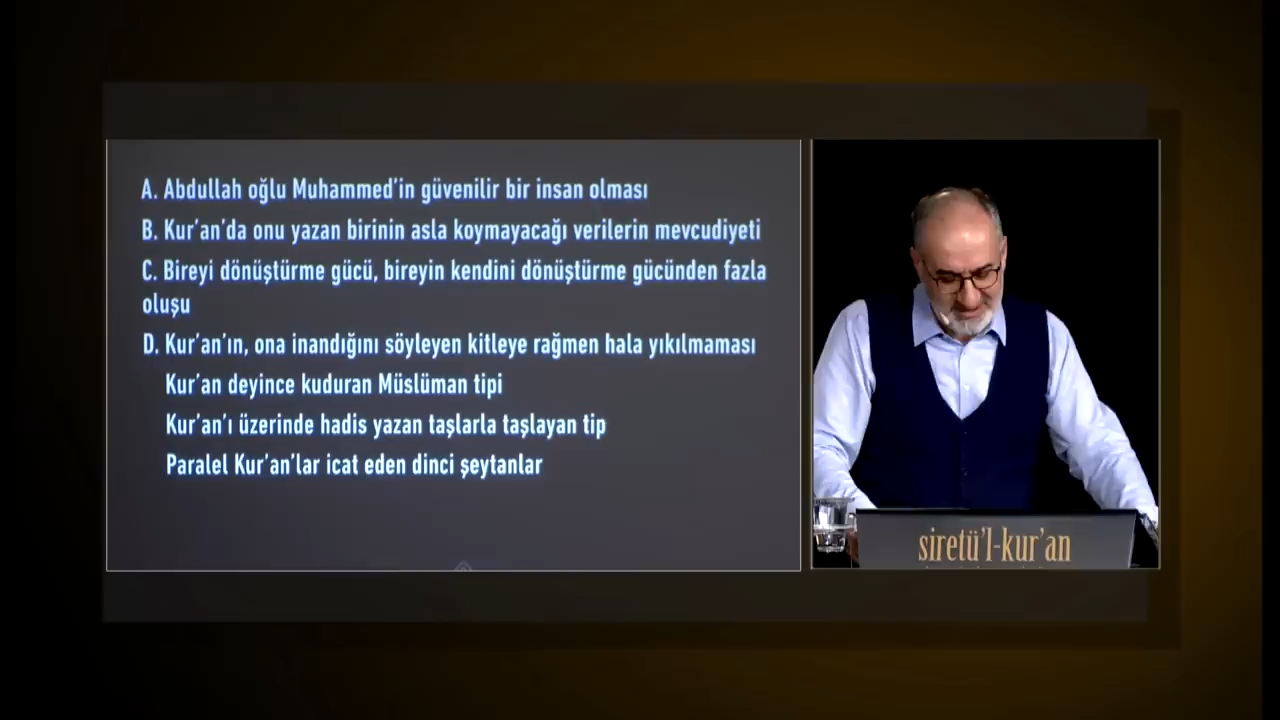 A. Abdullah oğlu Muhammed'in güvenilir bir insan olması
B. Kur'an'da onu yazan birinin asla koymayacağı verilerin mevcudiyeti
C. Bireyi dönüştürme gücü, bireyin kendini dönüştürme gücünden fazla
oluşu
D. Kur'an'ın, ona inandığını söyleyen kitleye rağmen hala yıkılmaması
Kur'an deyince kuduran Müslüman tipi
Kur'an'ı üzerinde hadis yazan taşlarla taşlayan tip
Paralel Kur'an'lar icat eden dinci şeytanlar
siretü'l-kur'an